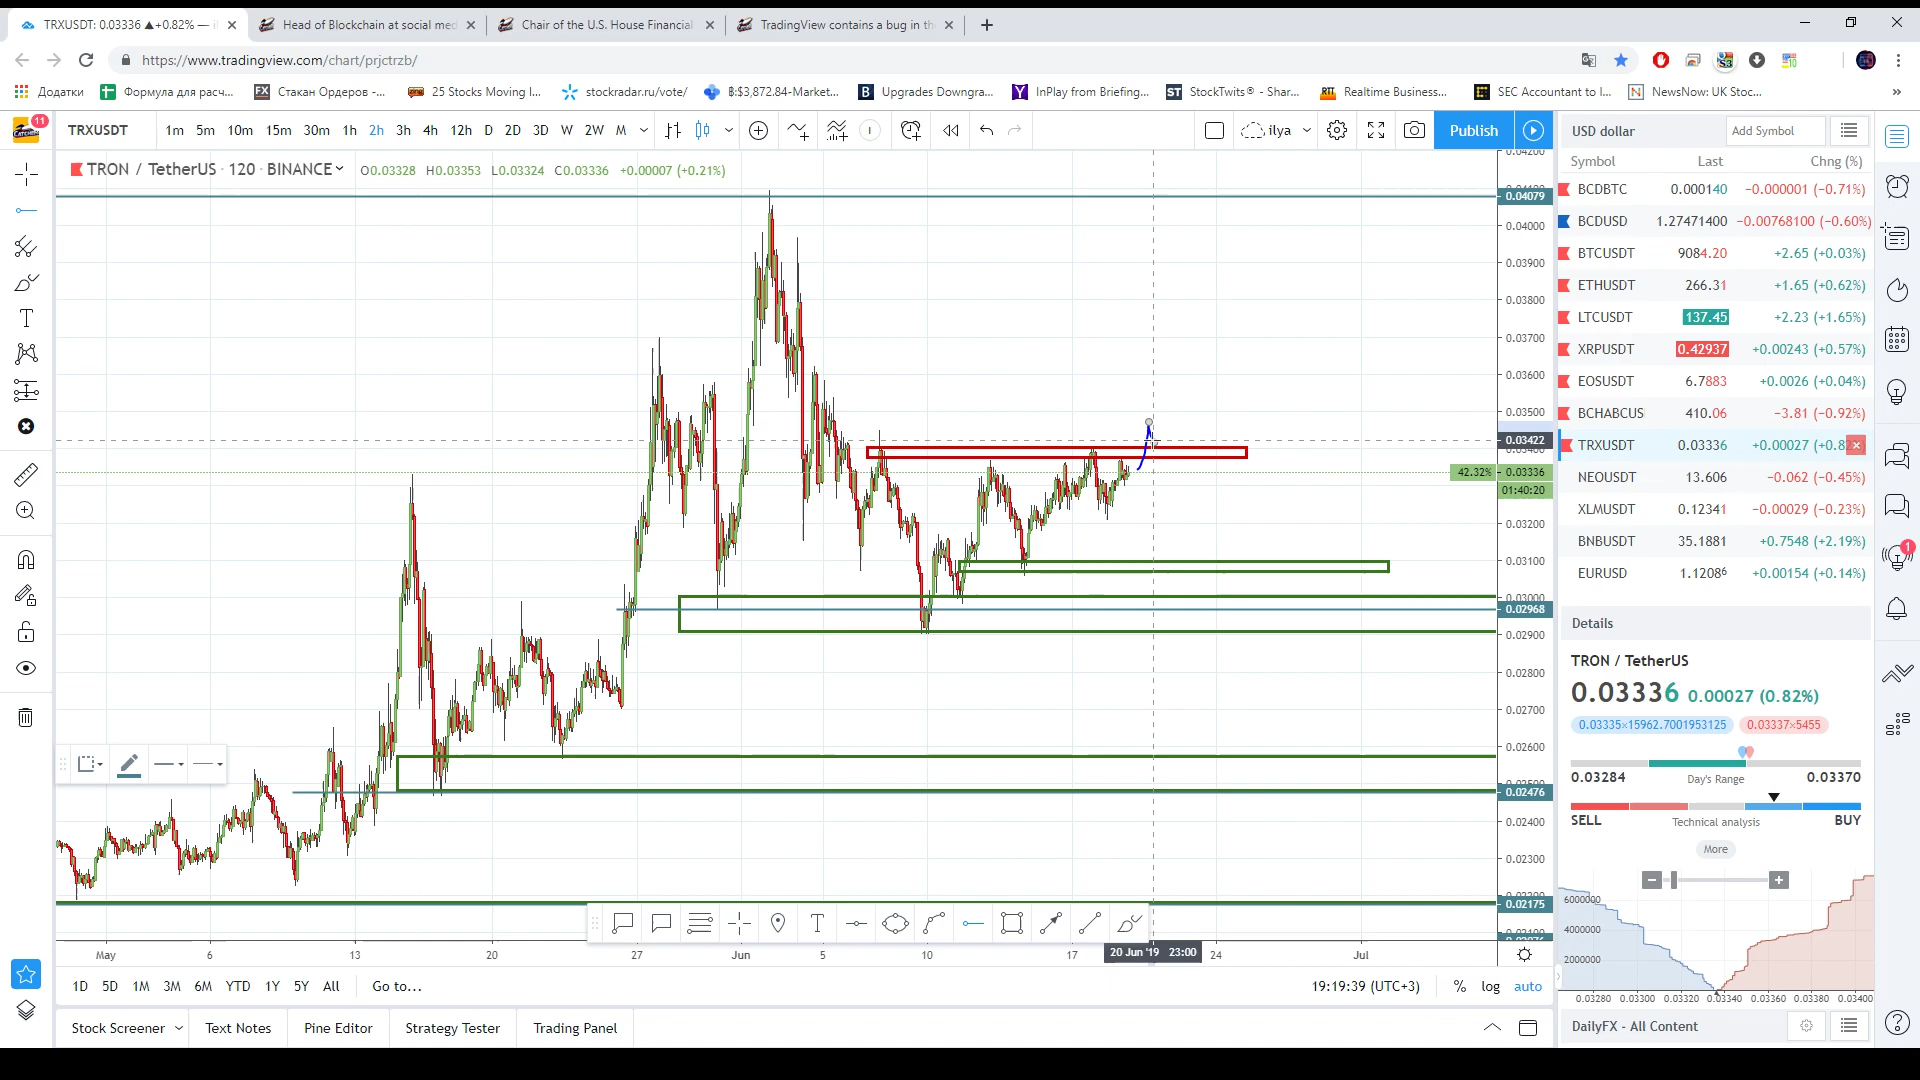 TRXUSDT: 0.03336 ▲+0.82% —
Head of Blockchain at social med
Chair of the U.S. House Financial
TradingView contains a bug in th
https://www.tradingview.com/chart/prjctrzb/
Додатки
Формула для расч...
Стакан Ордеров -...
25 Stocks Moving I...
stockradar.ru/vote/
฿:$3,872.84-Market...
Upgrades Downgra...
InPlay from Briefing...
StockTwits® - Shar...
Realtime Business...
SEC Accountant to I...
NewsNow: UK Stoc...
»
11
TRXUSDT
1m 5m 10m 15m 30m 1h 2h 3h 4h 12h D 2D 3D W 2W M
ilya
Publish
USD dollar
Add Symbol
TRON / TetherUS · 120 · BINANCE
O0.03328 H0.03353 L0.03324 C0.03336 +0.00007 (+0.21%)
Symbol Last Chng (%)
BCDBTC 0.000140 −0.000001 (−0.71%)
BCDUSD 1.27471400 −0.00768100 (−0.60%)
BTCUSDT 9084.20 +2.65 (+0.03%)
ETHUSDT 266.31 +1.65 (+0.62%)
LTCUSDT 137.45 +2.23 (+1.65%)
XRPUSDT 0.42937 +0.00243 (+0.57%)
EOSUSDT 6.7883 +0.0026 (+0.04%)
BCHABCUS 410.06 −3.81 (−0.92%)
TRXUSDT 0.03336 +0.00027 (+0.8
NEOUSDT 13.606 −0.062 (−0.45%)
XLMUSDT 0.12341 −0.00029 (−0.23%)
BNBUSDT 35.1881 +0.7548 (+2.19%)
EURUSD 1.12086 +0.00154 (+0.14%)
1
0.04079
0.04000
0.03900
0.03800
0.03700
0.03600
0.03500
0.03422
42.32%
0.03336
01:40:20
0.03200
0.03100
0.03000
0.02968
0.02900
0.02800
0.02700
0.02600
0.02476
0.02400
0.02300
0.02175
Details
TRON / TetherUS
0.03336 0.00027 (0.82%)
0.03335×15962.7001953125
0.03337×5455
0.03284 Day's Range 0.03370
SELL Technical analysis BUY
More
6000000
4000000
2000000
0.03280 0.03300 0.03320 0.03340 0.03360 0.03380 0.03400
May 6 13 20 27 Jun 5 10 17 20 Jun '19 23:00 24 Jul
1D 5D 1M 3M 6M YTD 1Y 5Y All
Go to...
19:19:39 (UTC+3)
% log auto
Stock Screener
Text Notes
Pine Editor
Strategy Tester
Trading Panel
DailyFX - All Content